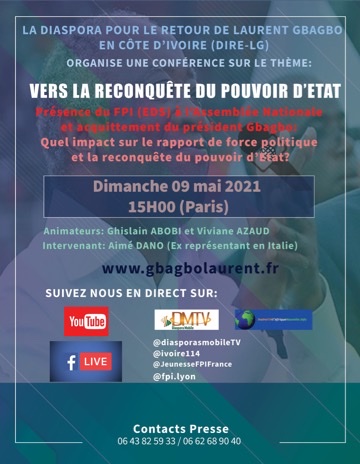 LA DIASPORA POUR LE RETOUR DE LAURENT GBAGBO
EN CÔTE D'IVOIRE (DIRE-LG)
ORGANISE UNE CONFÉRENCE SUR LE THÈME:
VERS LA RECONQUÊTE DU POUVOIR D'ETAT
Présence du FPI (EDS) à l'Assemblée Nationale
et acquittement du président Gbagbo:
Quel impact sur le rapport de force politique
et la reconquête du pouvoir d'Etat?
Dimanche 09 mai 2021
15H00 (Paris)
Animateurs: Ghislain ABOBI et Viviane AZAUD
Intervenant: Aimé DANO (Ex représentant en Italie)
www.gbagbolaurent.fr
SUIVEZ NOUS EN DIRECT SUR:
YouTube
DMTV
f LIVE
@diasporasmobileTV
@ivoire114
@JeunesseFPIFrance
@fpi.lyon
Contacts Presse
06 43 82 59 33 / 06 62 68 90 40